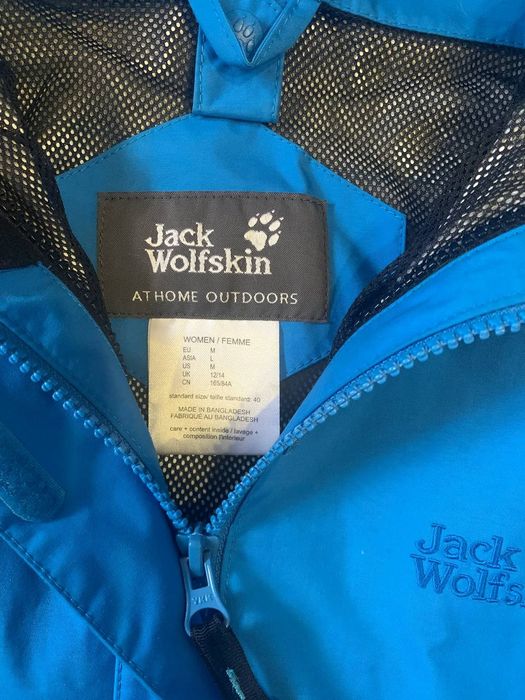 Jack
Wolfskin
AT HOME OUTDOORS
WOMEN / FEMME
EU M
ASIA L
US M
UK 12/14
CN 165/84A
standard size/ taille standard: 40
MADE IN BANGLADESH
FABRIQUE AU BANGLADESH
care + content inside / lavage +
composition l'interieur
Jack
Wolfskin
YKK